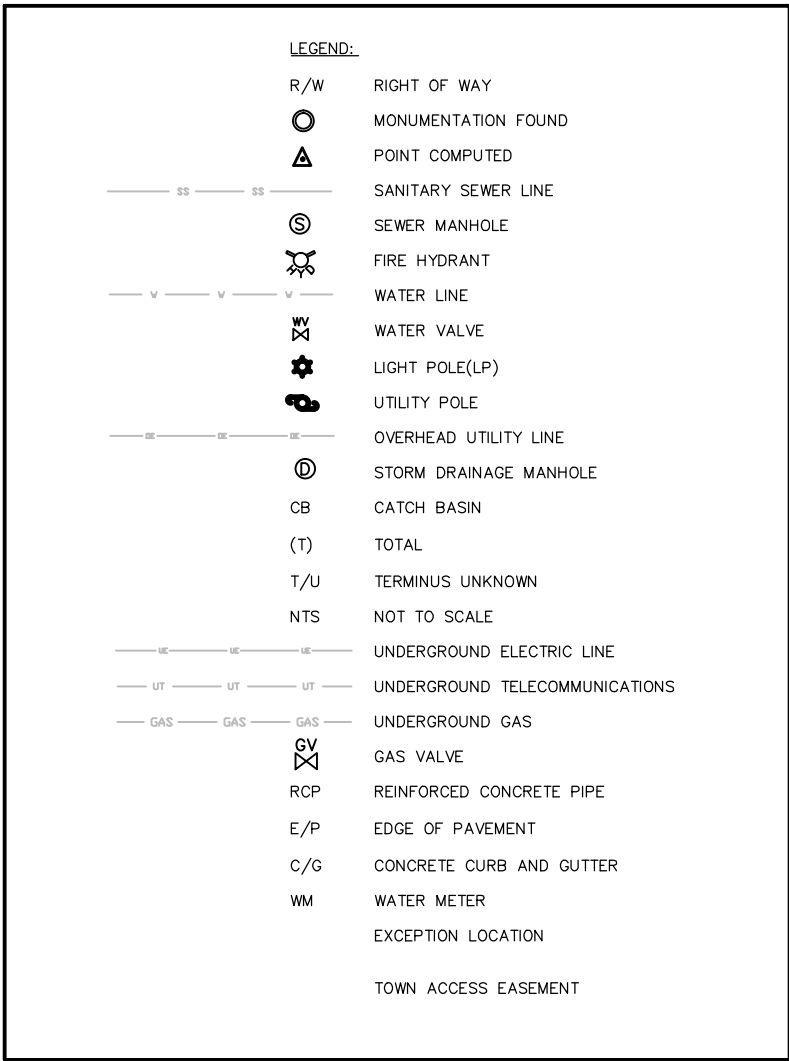 LEGEND:
R/W RIGHT OF WAY
MONUMENTATION FOUND
POINT COMPUTED
SS SS SANITARY SEWER LINE
S SEWER MANHOLE
FIRE HYDRANT
W W W WATER LINE
WV WATER VALVE
LIGHT POLE(LP)
UTILITY POLE
OE OE OE OVERHEAD UTILITY LINE
D STORM DRAINAGE MANHOLE
CB CATCH BASIN
(T) TOTAL
T/U TERMINUS UNKNOWN
NTS NOT TO SCALE
UE UE UE UNDERGROUND ELECTRIC LINE
UT UT UT UNDERGROUND TELECOMMUNICATIONS
GAS GAS GAS UNDERGROUND GAS
GV GAS VALVE
RCP REINFORCED CONCRETE PIPE
E/P EDGE OF PAVEMENT
C/G CONCRETE CURB AND GUTTER
WM WATER METER
EXCEPTION LOCATION
TOWN ACCESS EASEMENT